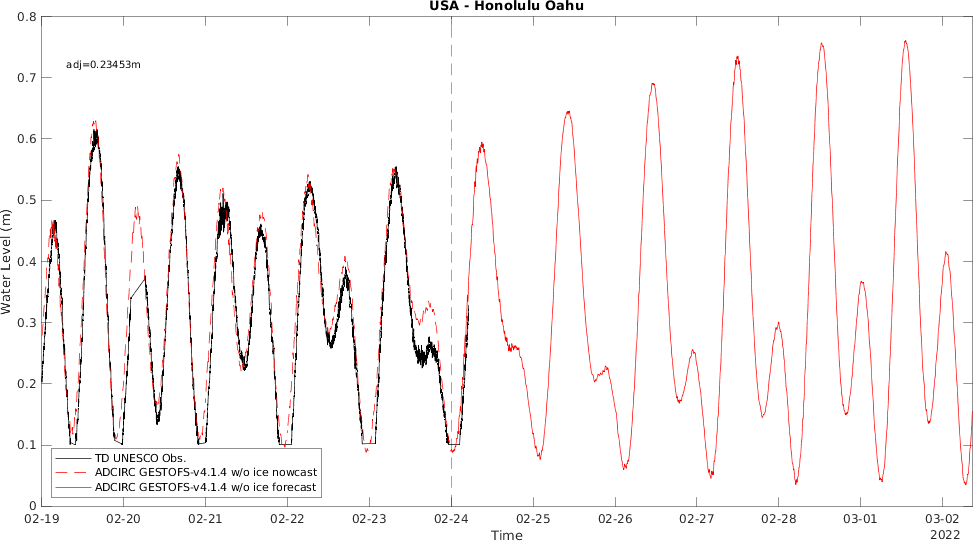 USA - Honolulu Oahu
0.8
0.7
0.6
0.5
0.4
0.3
0.2
0.1
0
Water Level (m)
adj=0.23453m
TD UNESCO Obs.
ADCIRC GESTOFS-v4.1.4 w/o ice nowcast
ADCIRC GESTOFS-v4.1.4 w/o ice forecast
02-19 02-20 02-21 02-22 02-23 02-24 02-25 02-26 02-27 02-28 03-01 03-02
2022
Time